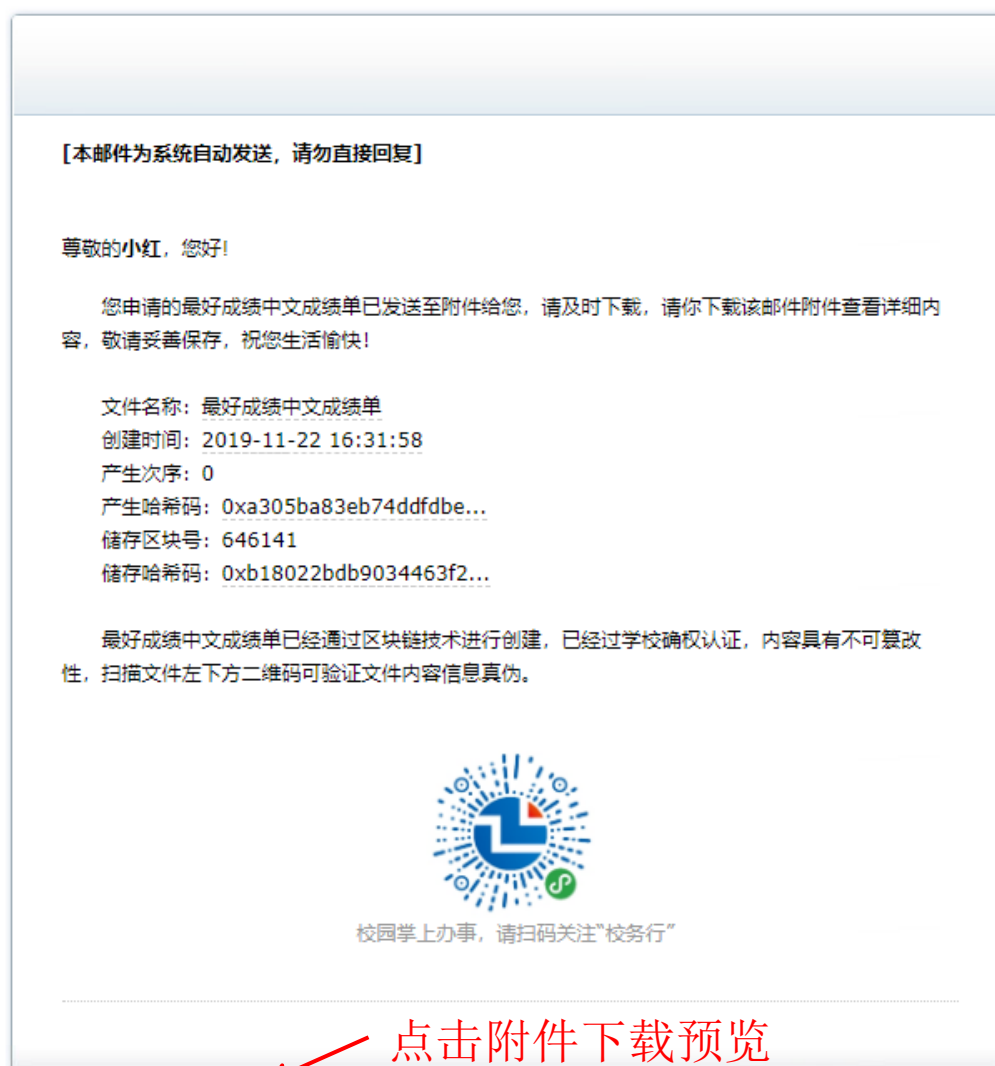 [本邮件为系统自动发送，请勿直接回复]
尊敬的小红，您好!
您申请的最好成绩中文成绩单已发送至附件给您，请及时下载，请你下载该邮件附件查看详细内
容，敬请妥善保存，祝您生活愉快！
文件名称：最好成绩中文成绩单
创建时间：2019-11-22 16:31:58
产生次序：0
产生哈希码：0xa305ba83eb74ddfdbe...
储存区块号：646141
储存哈希码：0xb18022bdb9034463f2...
最好成绩中文成绩单已经通过区块链技术进行创建，已经过学校确权认证，内容具有不可篡改
性，扫描文件左下方二维码可验证文件内容信息真伪。
校园掌上办事，请扫码关注“校务行”
点击附件下载预览